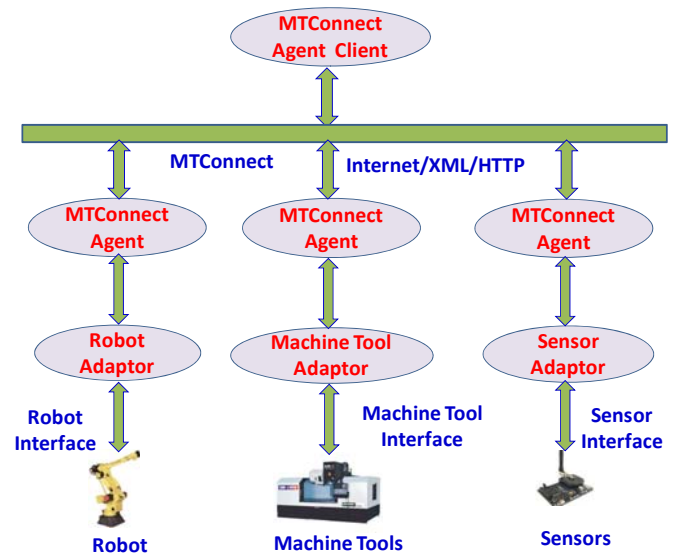 MTConnect
Agent Client
MTConnect
Internet/XML/HTTP
MTConnect
Agent
MTConnect
Agent
MTConnect
Agent
Robot
Adaptor
Machine Tool
Adaptor
Sensor
Adaptor
Robot
Interface
Machine Tool
Interface
Sensor
Interface
Robot
Machine Tools
Sensors